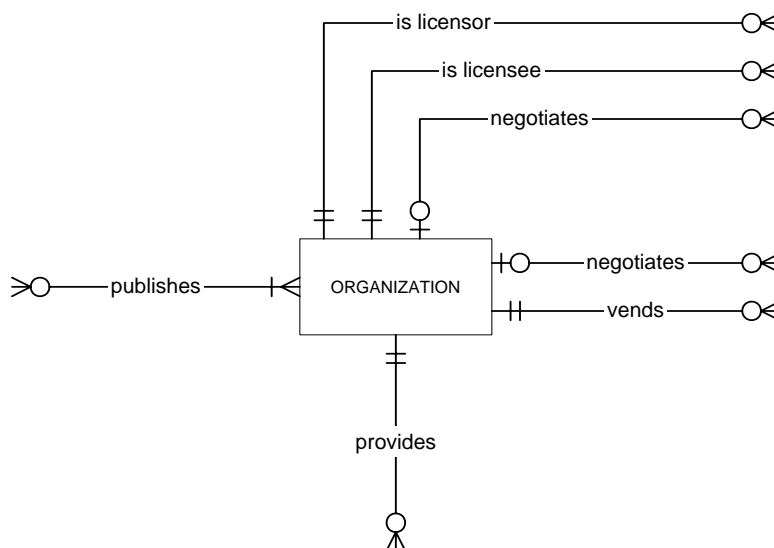 is licensor
is licensee
negotiates
negotiates
publishes
ORGANIZATION
vends
provides